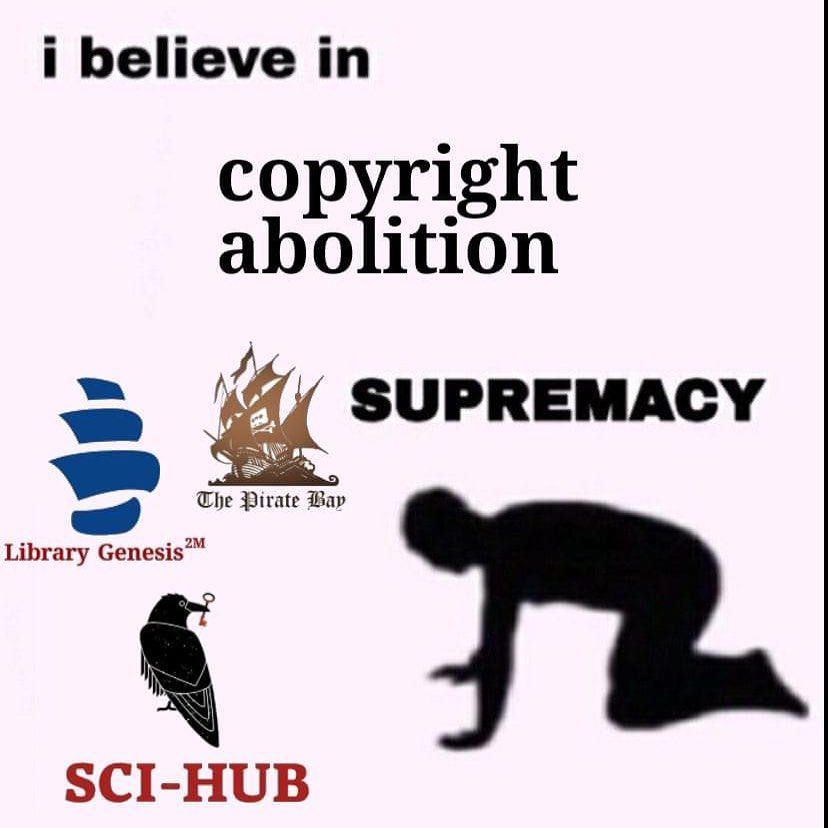 i believe in
copyright
abolition
SUPREMACY
The Pirate Bay
Library Genesis²ᴹ
SCI-HUB